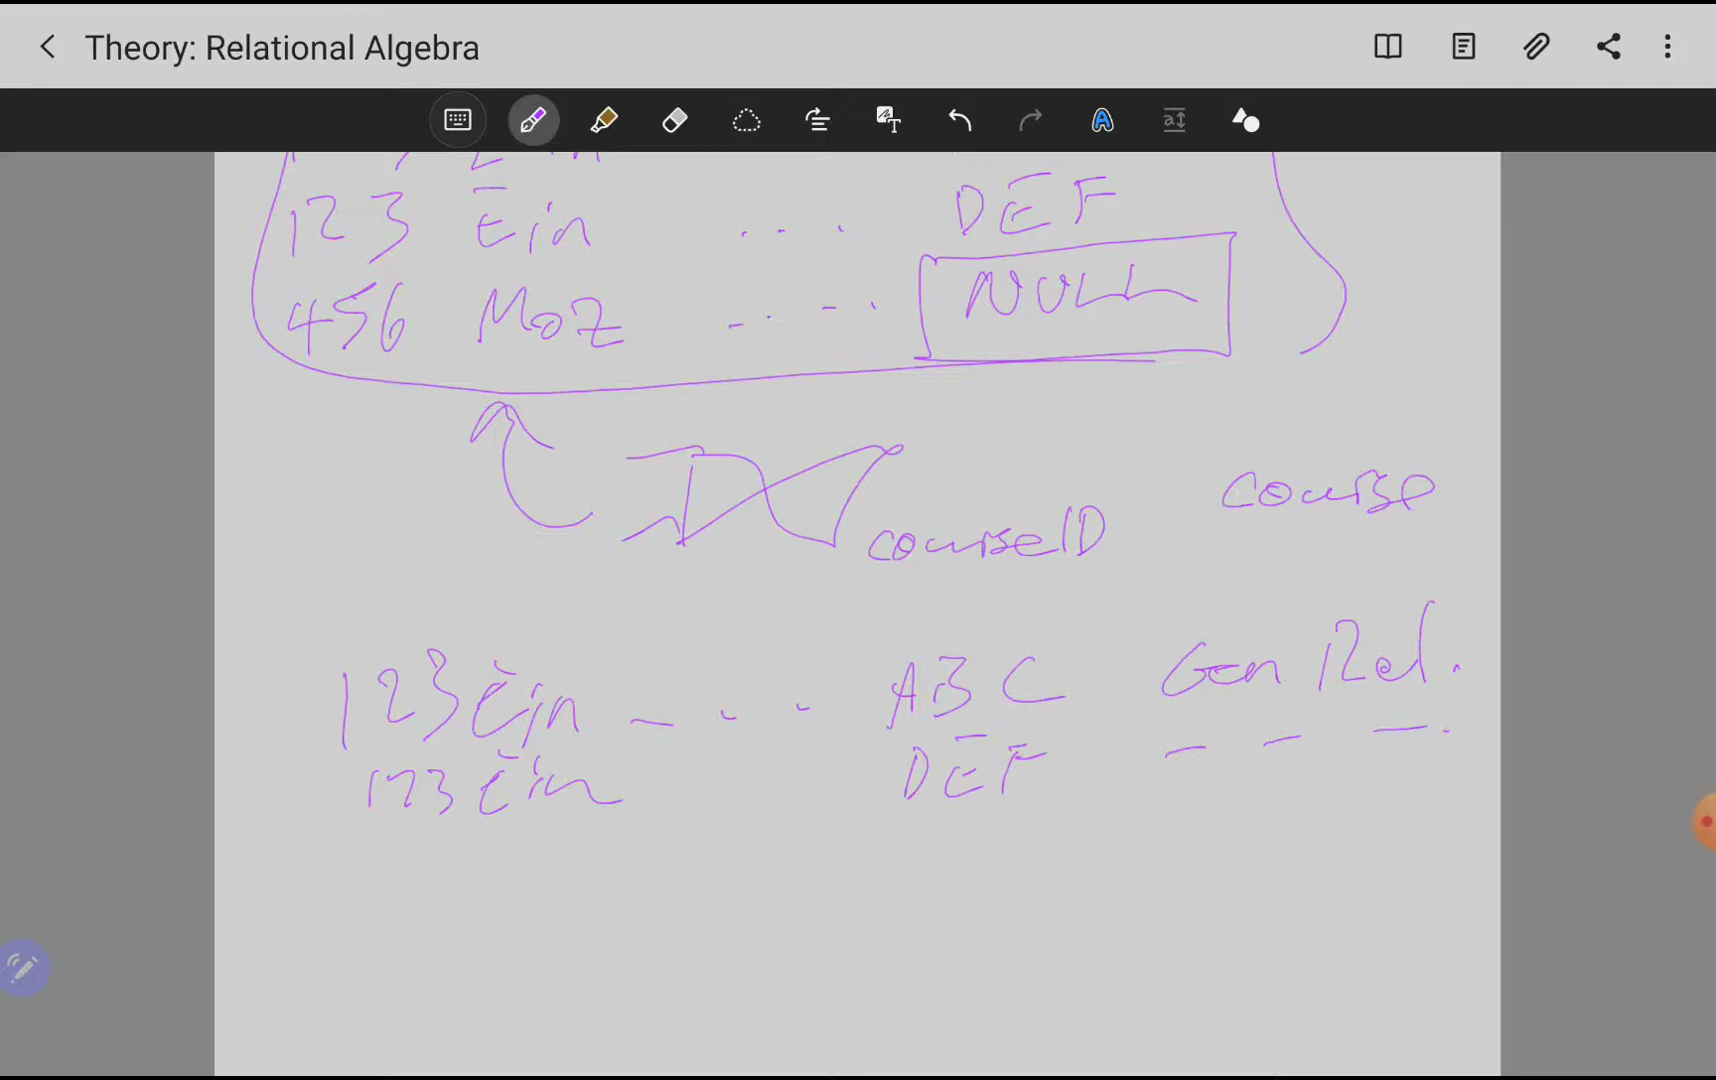 Theory: Relational Algebra
123 Ein ... DEF
456 Moz .... NULL
courseID course
123 Ein - - - ABC Gen Rel.
123 Ein DEF - - - .